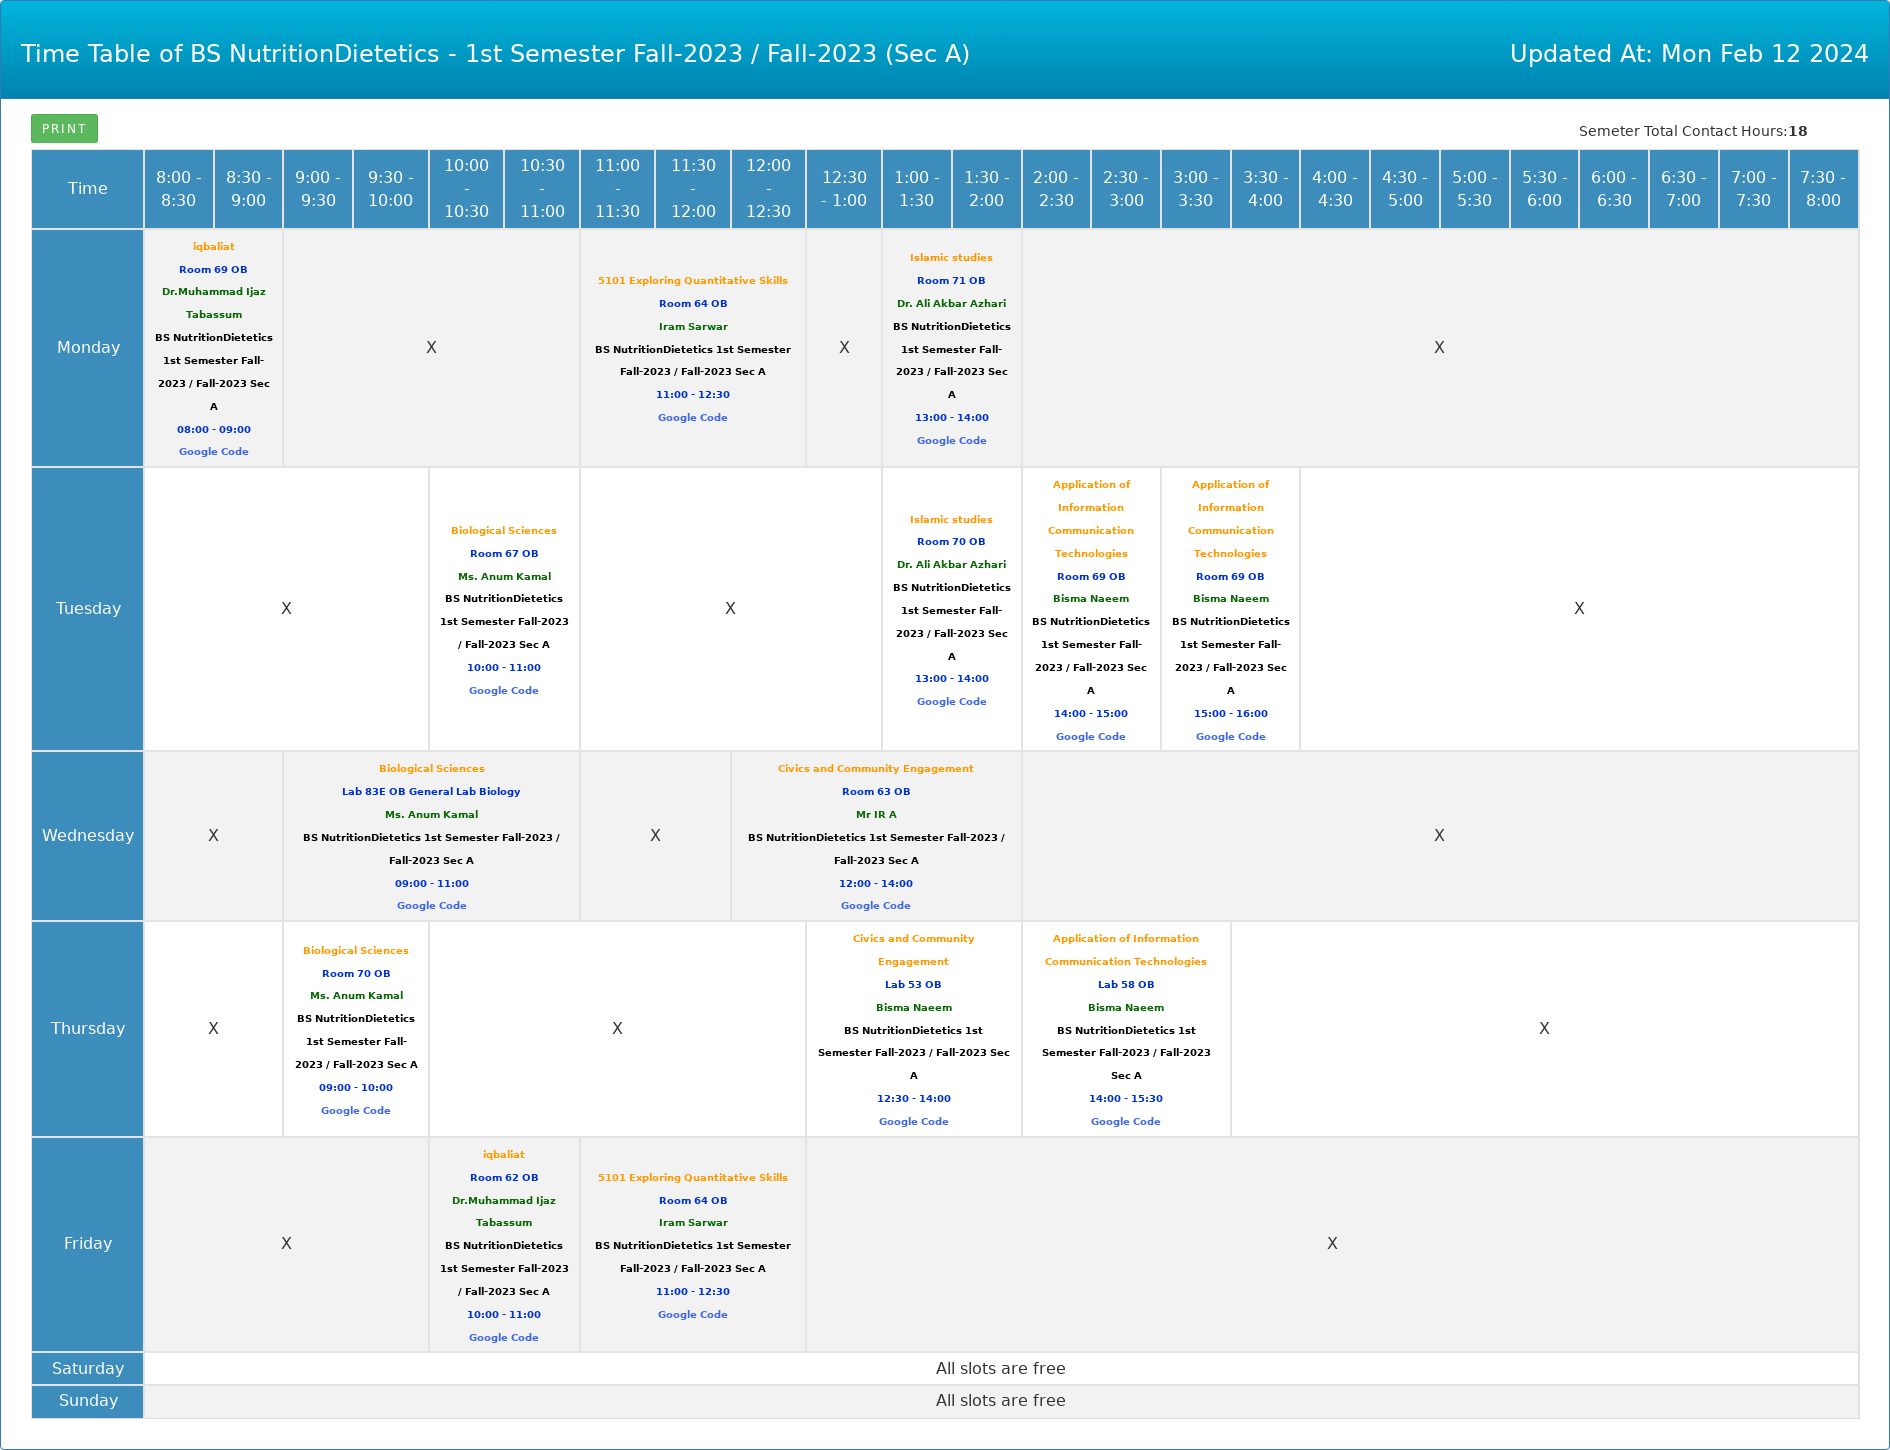 Time Table of BS NutritionDietetics - 1st Semester Fall-2023 / Fall-2023 (Sec A)
Updated At: Mon Feb 12 2024
PRINT
Semeter Total Contact Hours:18
Time
8:00 -
8:30
8:30 -
9:00
9:00 -
9:30
9:30 -
10:00
10:00
-
10:30
10:30
-
11:00
11:00
-
11:30
11:30
-
12:00
12:00
-
12:30
12:30
- 1:00
1:00 -
1:30
1:30 -
2:00
2:00 -
2:30
2:30 -
3:00
3:00 -
3:30
3:30 -
4:00
4:00 -
4:30
4:30 -
5:00
5:00 -
5:30
5:30 -
6:00
6:00 -
6:30
6:30 -
7:00
7:00 -
7:30
7:30 -
8:00
Monday
iqbaliat
Room 69 OB
Dr.Muhammad Ijaz
Tabassum
BS NutritionDietetics
1st Semester Fall-
2023 / Fall-2023 Sec
A
08:00 - 09:00
Google Code
X
5101 Exploring Quantitative Skills
Room 64 OB
Iram Sarwar
BS NutritionDietetics 1st Semester
Fall-2023 / Fall-2023 Sec A
11:00 - 12:30
Google Code
X
Islamic studies
Room 71 OB
Dr. Ali Akbar Azhari
BS NutritionDietetics
1st Semester Fall-
2023 / Fall-2023 Sec
A
13:00 - 14:00
Google Code
X
Tuesday
X
Biological Sciences
Room 67 OB
Ms. Anum Kamal
BS NutritionDietetics
1st Semester Fall-2023
/ Fall-2023 Sec A
10:00 - 11:00
Google Code
X
Islamic studies
Room 70 OB
Dr. Ali Akbar Azhari
BS NutritionDietetics
1st Semester Fall-
2023 / Fall-2023 Sec
A
13:00 - 14:00
Google Code
Application of
Information
Communication
Technologies
Room 69 OB
Bisma Naeem
BS NutritionDietetics
1st Semester Fall-
2023 / Fall-2023 Sec
A
14:00 - 15:00
Google Code
Application of
Information
Communication
Technologies
Room 69 OB
Bisma Naeem
BS NutritionDietetics
1st Semester Fall-
2023 / Fall-2023 Sec
A
15:00 - 16:00
Google Code
X
Wednesday
X
Biological Sciences
Lab 83E OB General Lab Biology
Ms. Anum Kamal
BS NutritionDietetics 1st Semester Fall-2023 /
Fall-2023 Sec A
09:00 - 11:00
Google Code
X
Civics and Community Engagement
Room 63 OB
Mr IR A
BS NutritionDietetics 1st Semester Fall-2023 /
Fall-2023 Sec A
12:00 - 14:00
Google Code
X
Thursday
X
Biological Sciences
Room 70 OB
Ms. Anum Kamal
BS NutritionDietetics
1st Semester Fall-
2023 / Fall-2023 Sec A
09:00 - 10:00
Google Code
X
Civics and Community
Engagement
Lab 53 OB
Bisma Naeem
BS NutritionDietetics 1st
Semester Fall-2023 / Fall-2023 Sec
A
12:30 - 14:00
Google Code
Application of Information
Communication Technologies
Lab 58 OB
Bisma Naeem
BS NutritionDietetics 1st
Semester Fall-2023 / Fall-2023
Sec A
14:00 - 15:30
Google Code
X
Friday
X
iqbaliat
Room 62 OB
Dr.Muhammad Ijaz
Tabassum
BS NutritionDietetics
1st Semester Fall-2023
/ Fall-2023 Sec A
10:00 - 11:00
Google Code
5101 Exploring Quantitative Skills
Room 64 OB
Iram Sarwar
BS NutritionDietetics 1st Semester
Fall-2023 / Fall-2023 Sec A
11:00 - 12:30
Google Code
X
Saturday
All slots are free
Sunday
All slots are free